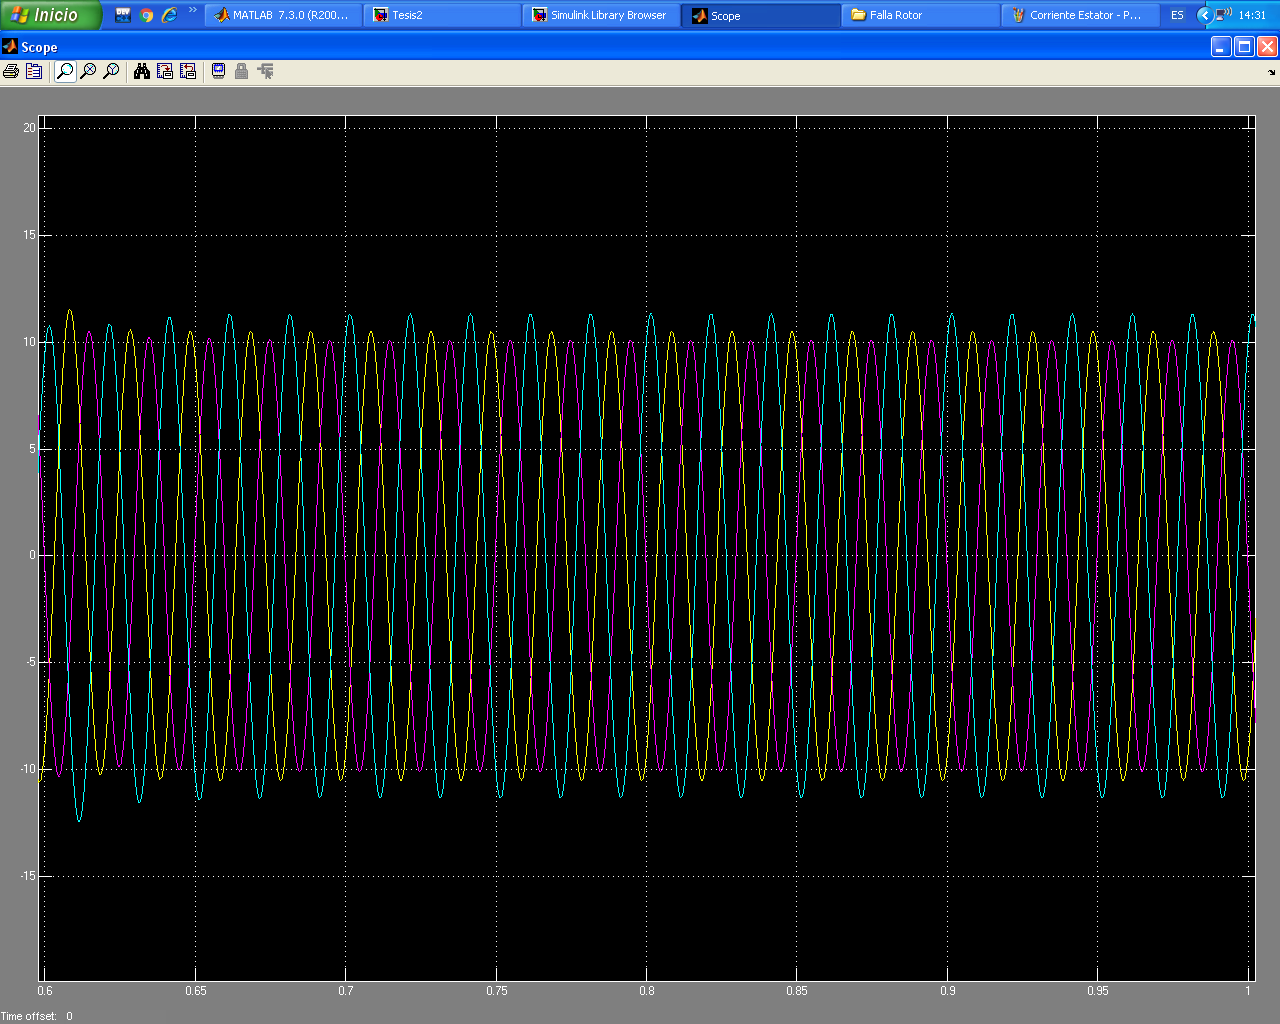 Inicio
DEV
»
MATLAB 7.3.0 (R200...
Tesis2
Simulink Library Browser
Scope
Falla Rotor
Corriente Estator - P...
ES
14:31
Scope
20
15
10
5
0
-5
-10
-15
0.6 0.65 0.7 0.75 0.8 0.85 0.9 0.95 1
Time offset: 0